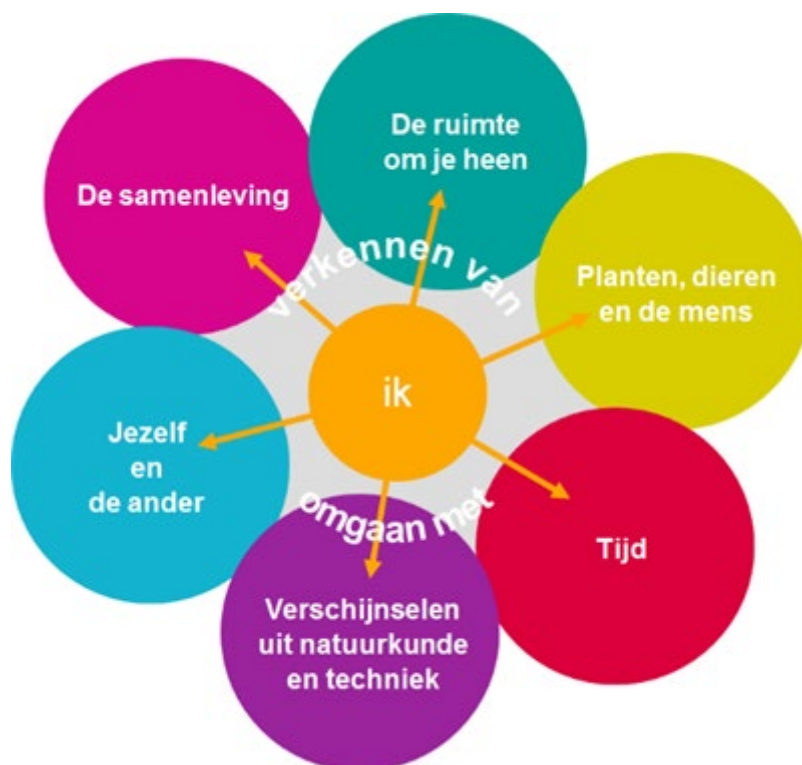 De ruimte
om je heen
De samenleving
verkennen van
Planten, dieren
en de mens
ik
Jezelf
en
de ander
omgaan met
Tijd
Verschijnselen
uit natuurkunde
en techniek